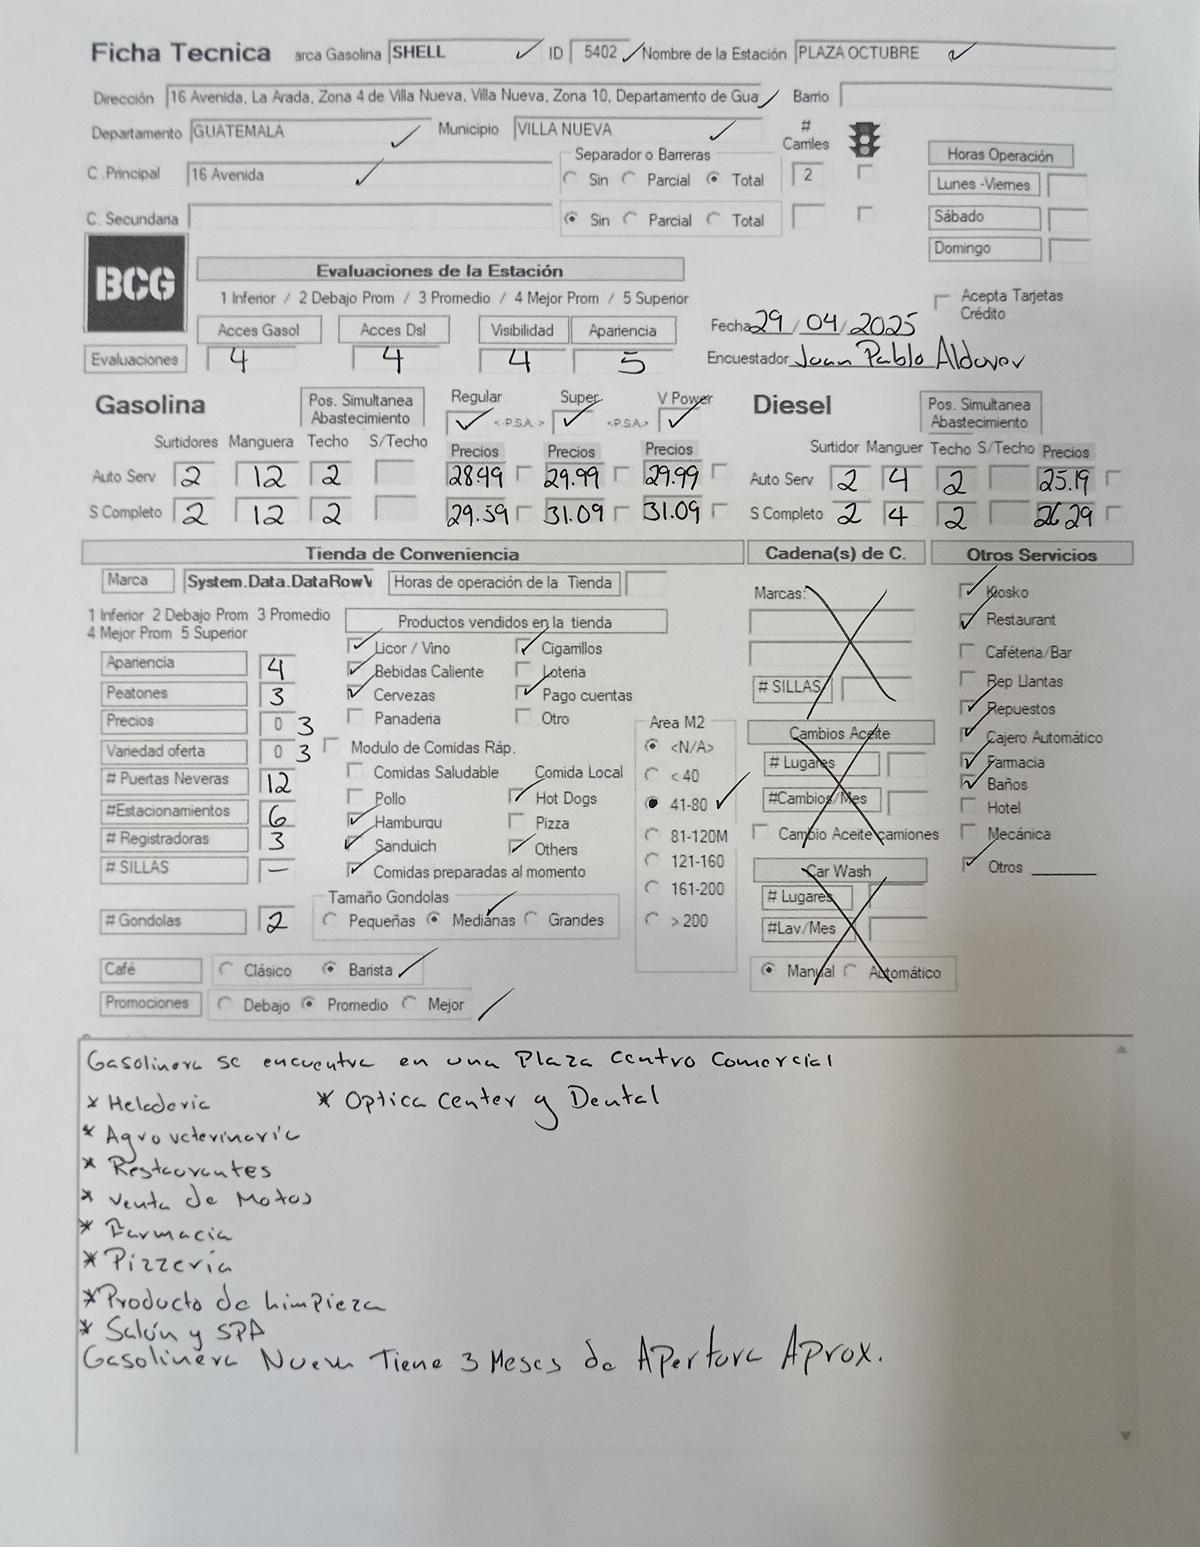 Ficha Tecnica arca Gasolina SHELL ID 5402 Nombre de la Estación PLAZA OCTUBRE
Dirección 16 Avenida, La Arada, Zona 4 de Villa Nueva, Villa Nueva, Zona 10, Departamento de Gua Barrio
Departamento GUATEMALA Municipio VILLA NUEVA # Carriles
C .Principal 16 Avenida Separador o Barreras Sin Parcial Total 2
C. Secundaria Sin Parcial Total
Horas Operación
Lunes -Viernes
Sábado
Domingo
BCG
Evaluaciones de la Estación
1 Inferior / 2 Debajo Prom / 3 Promedio / 4 Mejor Prom / 5 Superior
Acepta Tarjetas Crédito
Acces Gasol Acces Dsl Visibilidad Apariencia
Fecha 29/04/2025
Evaluaciones 4 4 4 5
Encuestador Juan Pablo
Gasolina Pos. Simultanea Abastecimiento Regular <.P.S.A. > Super <.P.S.A> V Power Diesel Pos. Simultanea Abastecimiento
Surtidores Manguera Techo S/Techo Precios Precios Precios Surtidor Manguer Techo S/Techo Precios
Auto Serv 2 12 2 28.49 29.99 29.99 Auto Serv 2 4 2 25.19
S Completo 2 12 2 29.59 31.09 31.09 S Completo 2 4 2 26.29
Tienda de Conveniencia Cadena(s) de C. Otros Servicios
Marca System.Data.DataRowV Horas de operación de la Tienda
1 Inferior 2 Debajo Prom 3 Promedio
4 Mejor Prom 5 Superior
Apariencia 4
Peatones 3
Precios 0 3
Variedad oferta 0 3
# Puertas Neveras 12
#Estacionamientos 6
# Registradoras 3
# SILLAS —
# Gondolas 2
Productos vendidos en la tienda
Licor / Vino Cigarrillos
Bebidas Caliente Loteria
Cervezas Pago cuentas
Panaderia Otro
Modulo de Comidas Ráp.
Comidas Saludable Comida Local
Pollo Hot Dogs
Hamburqu Pizza
Sanduich Others
Comidas preparadas al momento
Tamaño Gondolas
Pequeñas Medianas Grandes
Area M2
<N/A>
< 40
41-80
81-120M
121-160
161-200
> 200
Marcas:
# SILLAS
Cambios Aceite
# Lugares
#Cambios/Mes
Cambio Aceite camiones
Car Wash
# Lugares
#Lav/Mes
Manual Automático
Kiosko
Restaurant
Caféteria/Bar
Rep Llantas
Repuestos
Cajero Automático
Farmacia
Baños
Hotel
Mecánica
Otros
Café Clásico Barista
Promociones Debajo Promedio Mejor
Gasolinera se encuentra en una Plaza Centro Comercial
* Heladeria * Optica Center y Dental
* Agroveterinaria
* Restaurantes
* Venta de Motos
* Farmacia
* Pizzería
* Producto de Limpieza
* Salón y SPA
Gasolinera Nueva Tiene 3 Meses de Apertura Aprox.